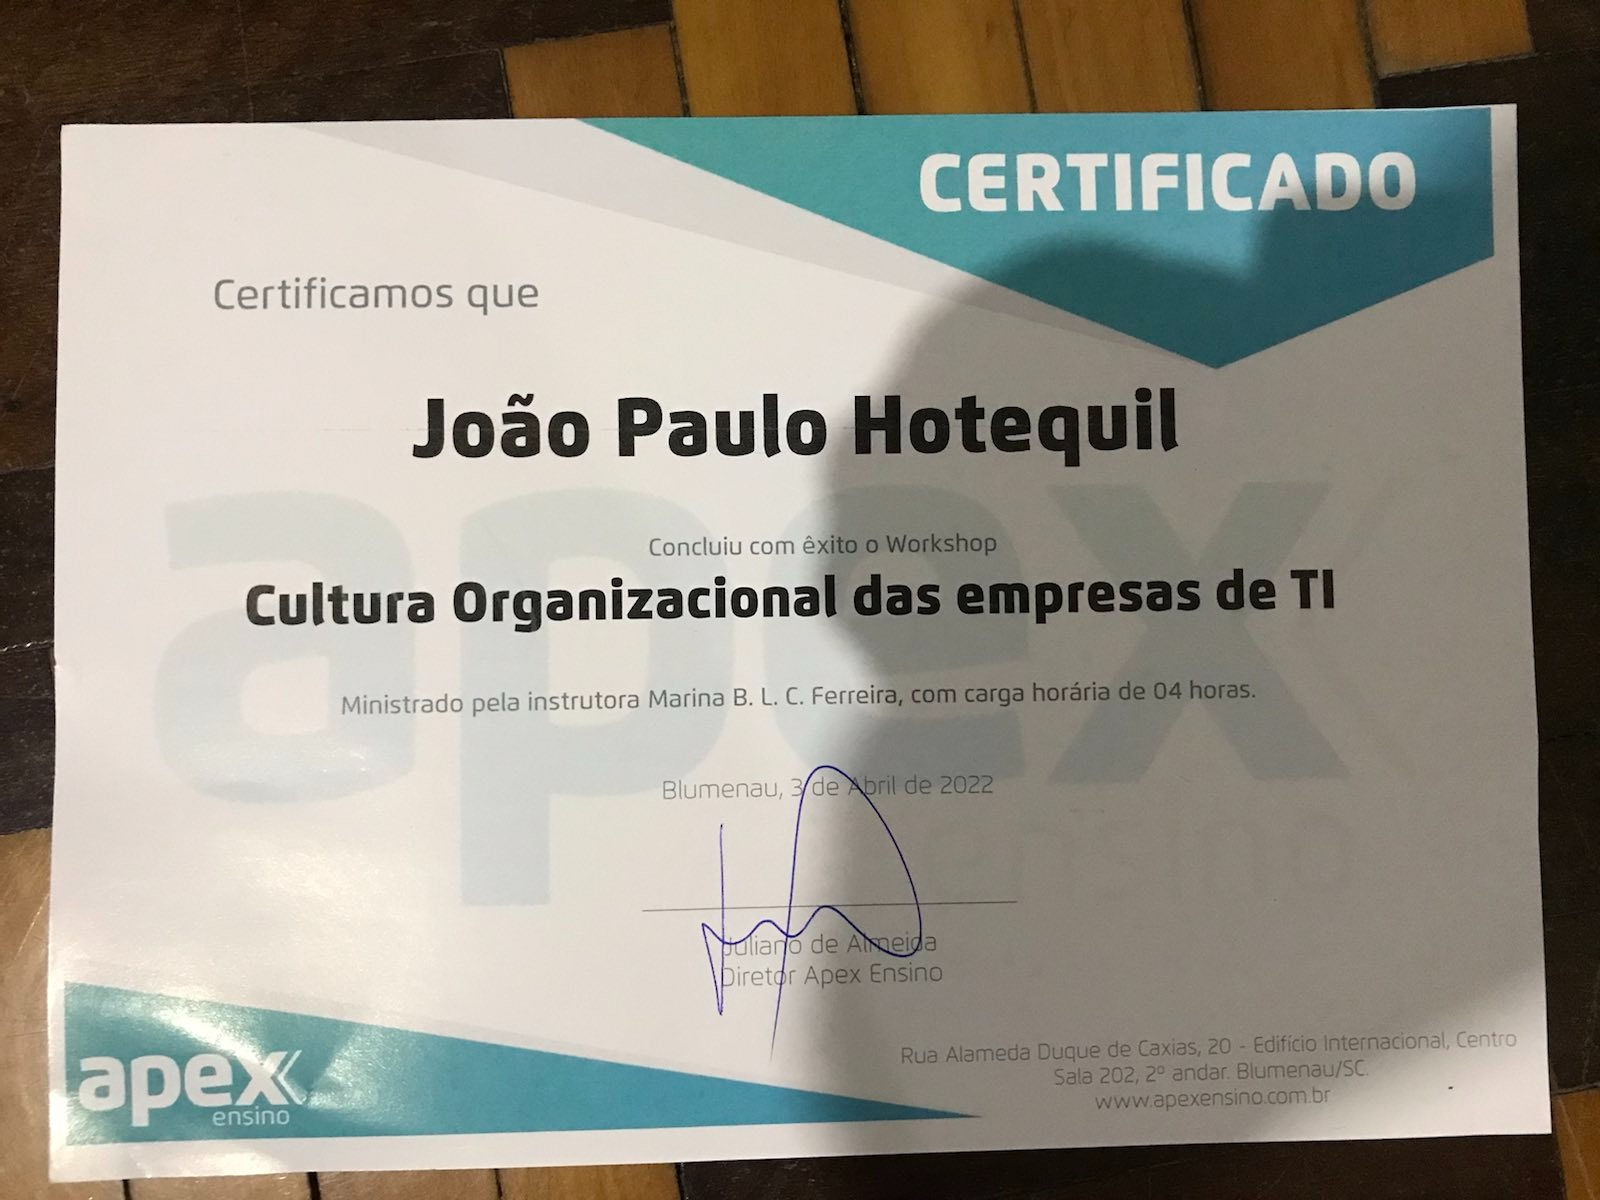 CERTIFICADO
Certificamos que
João Paulo Hotequil
Concluiu com êxito o Workshop
Cultura Organizacional das empresas de TI
Ministrado pela instrutora Marina B. L. C. Ferreira, com carga horária de 04 horas.
Blumenau, 3 de Abril de 2022
Juliano de Almeida
Diretor Apex Ensino
apex
ensino
Rua Alameda Duque de Caxias, 20 - Edifício Internacional, Centro
Sala 202, 2º andar. Blumenau/SC.
www.apexensino.com.br
apex
ensino